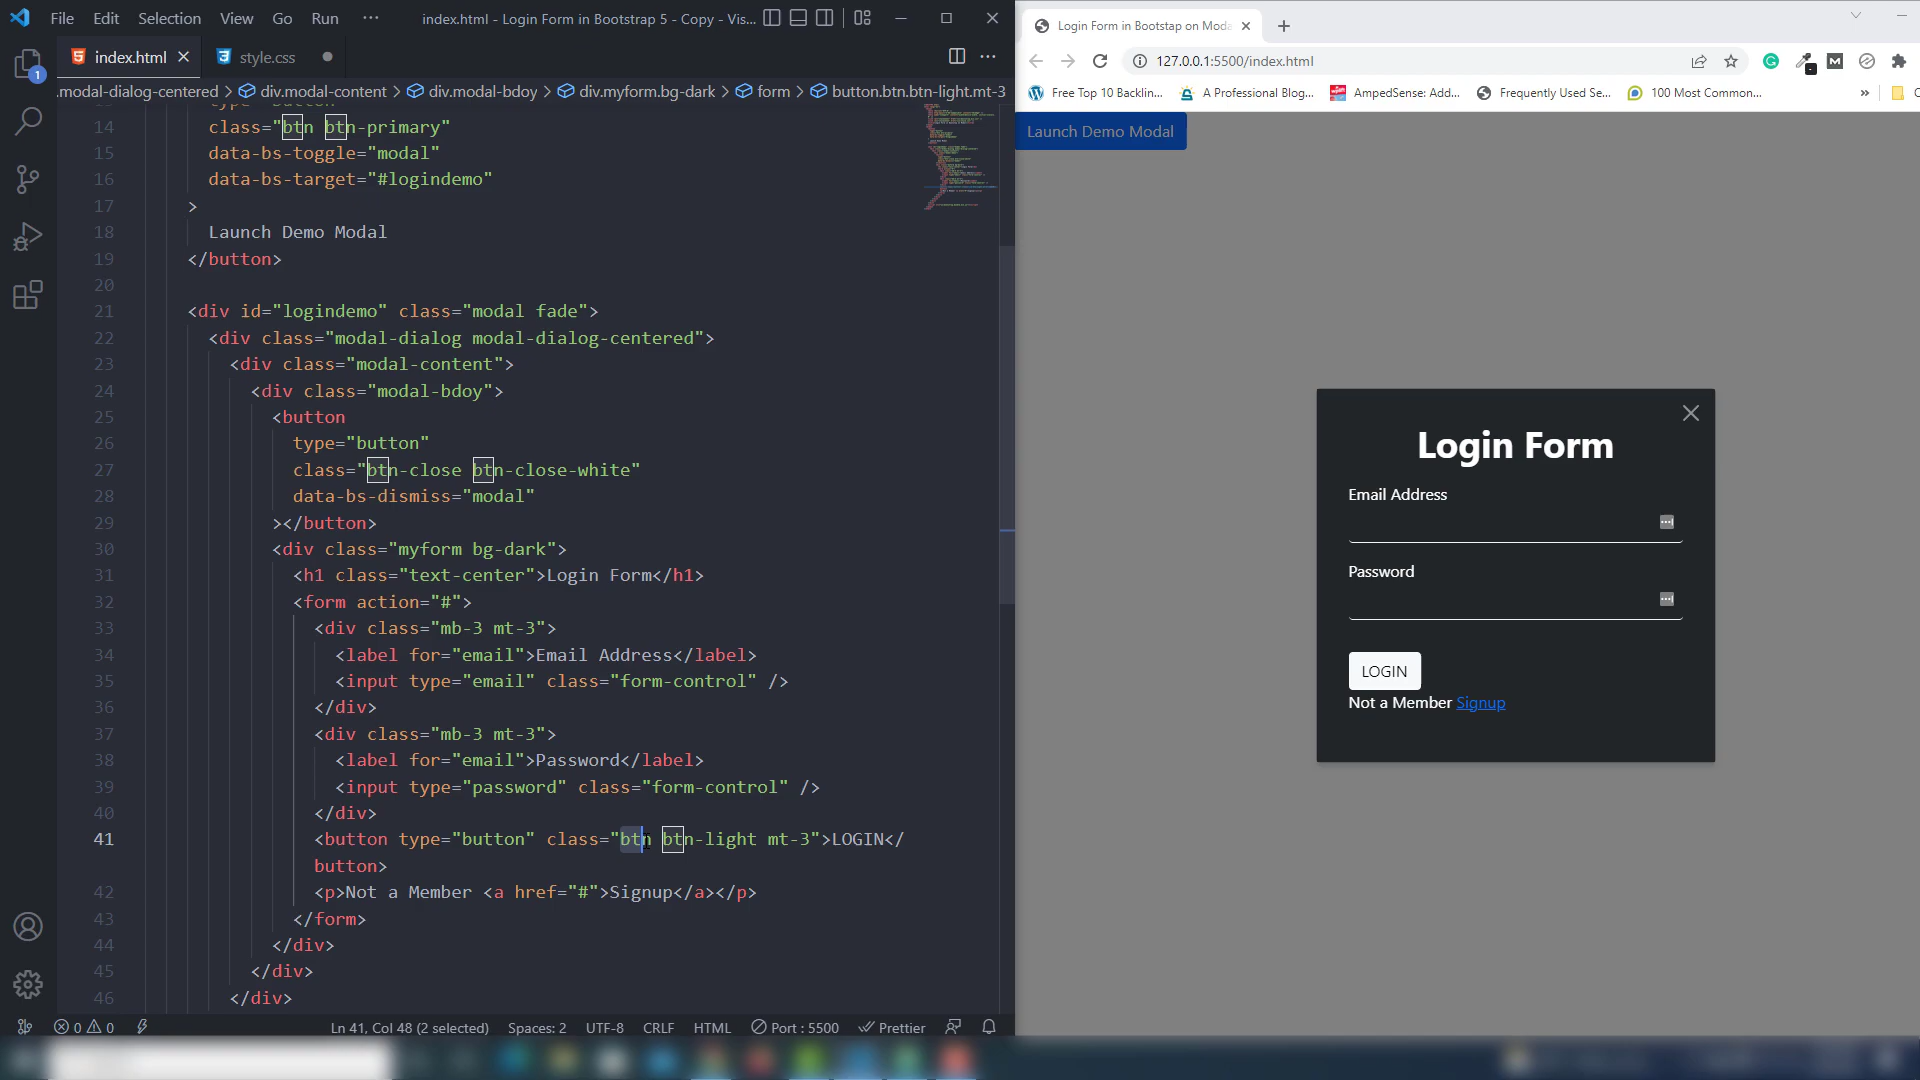 File Edit Selection View Go Run ··· index.html - Login Form in Bootstrap 5 - Copy - Vis...
index.html style.css
1
.modal-dialog-centered > div.modal-content > div.modal-bdoy > div.myform.bg-dark > form > button.btn.btn-light.mt-3
14 class="btn btn-primary"
15 data-bs-toggle="modal"
16 data-bs-target="#logindemo"
17 >
18 Launch Demo Modal
19 </button>
20
21 <div id="logindemo" class="modal fade">
22 <div class="modal-dialog modal-dialog-centered">
23 <div class="modal-content">
24 <div class="modal-bdoy">
25 <button
26 type="button"
27 class="btn-close btn-close-white"
28 data-bs-dismiss="modal"
29 ></button>
30 <div class="myform bg-dark">
31 <h1 class="text-center">Login Form</h1>
32 <form action="#">
33 <div class="mb-3 mt-3">
34 <label for="email">Email Address</label>
35 <input type="email" class="form-control" />
36 </div>
37 <div class="mb-3 mt-3">
38 <label for="email">Password</label>
39 <input type="password" class="form-control" />
40 </div>
41 <button type="button" class="btn btn-light mt-3">LOGIN</
button>
42 <p>Not a Member <a href="#">Signup</a></p>
43 </form>
44 </div>
45 </div>
46 </div>
0 0 Ln 41, Col 48 (2 selected) Spaces: 2 UTF-8 CRLF HTML Port : 5500 Prettier
Login Form in Bootstap on Moda
127.0.0.1:5500/index.html
Free Top 10 Backlin... A Professional Blog... AmpedSense: Add... Frequently Used Se... 100 Most Common... »
Launch Demo Modal
Login Form
Email Address
Password
LOGIN
Not a Member Signup